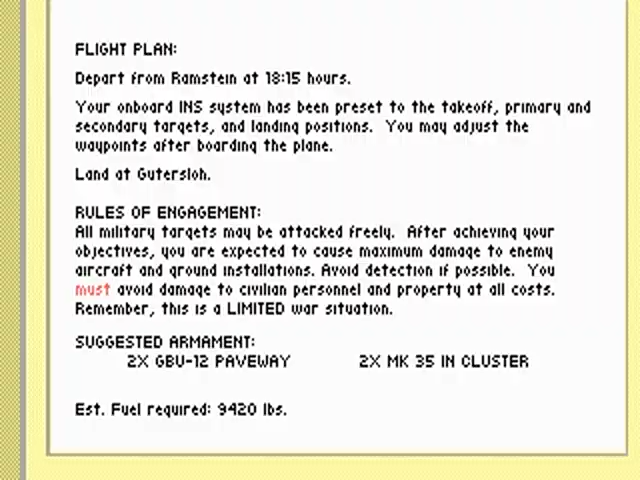 FLIGHT PLAN:
Depart from Ramstein at 18:15 hours.
Your onboard INS system has been preset to the takeoff, primary and
secondary targets, and landing positions.  You may adjust the
waypoints after boarding the plane.
Land at Gutersloh.
RULES OF ENGAGEMENT:
All military targets may be attacked freely.  After achieving your
objectives, you are expected to cause maximum damage to enemy
aircraft and ground installations. Avoid detection if possible.  You
must avoid damage to civilian personnel and property at all costs.
Remember, this is a LIMITED war situation.
SUGGESTED ARMAMENT:
2X GBU-12 PAVEWAY 2X MK 35 IN CLUSTER
Est. Fuel required: 9420 lbs.